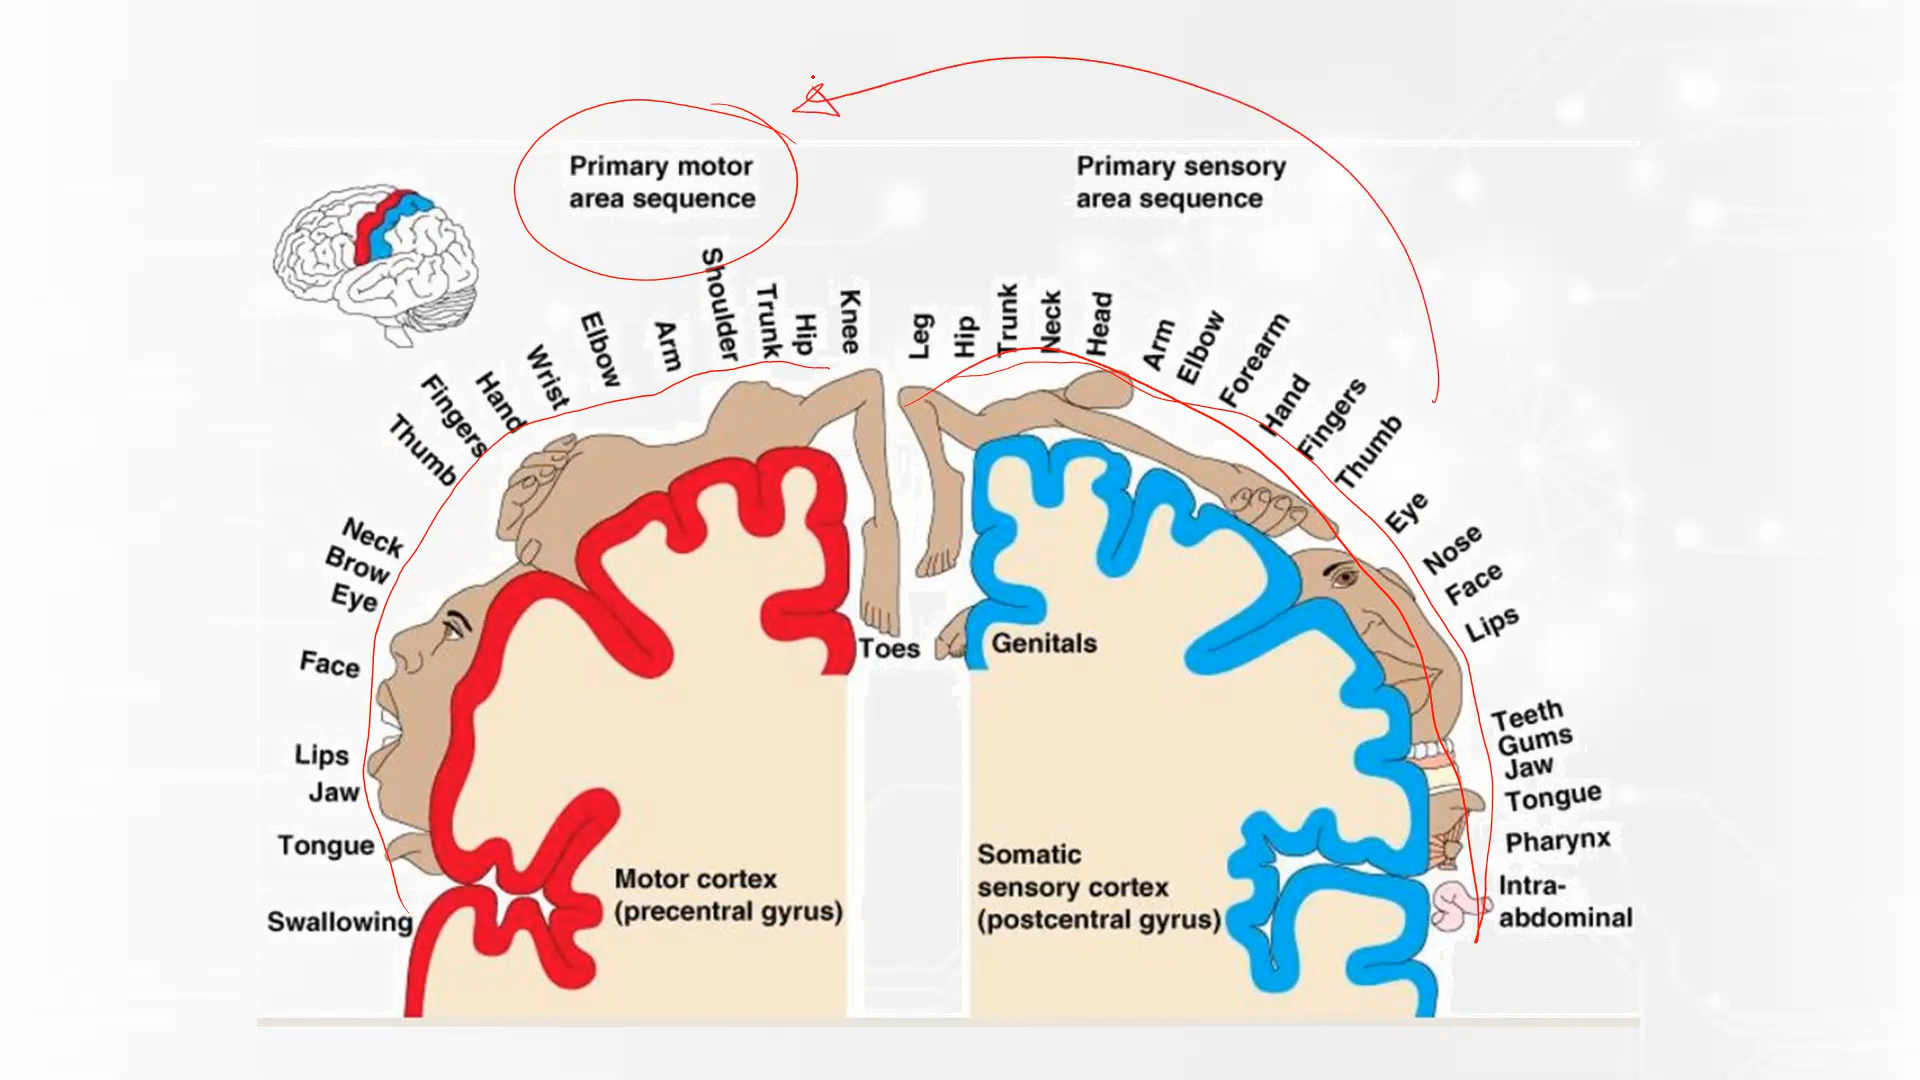 Primary motor
area sequence
Primary sensory
area sequence
Shoulder
Trunk
Hip
Knee
Elbow
Arm
Wrist
Hand
Fingers
Thumb
Neck
Brow
Eye
Face
Lips
Jaw
Tongue
Swallowing
Toes
Motor cortex
(precentral gyrus)
Leg
Hip
Trunk
Neck
Head
Arm
Elbow
Forearm
Hand
Fingers
Thumb
Eye
Nose
Face
Lips
Teeth
Gums
Jaw
Tongue
Pharynx
Intra-
abdominal
Genitals
Somatic
sensory cortex
(postcentral gyrus)